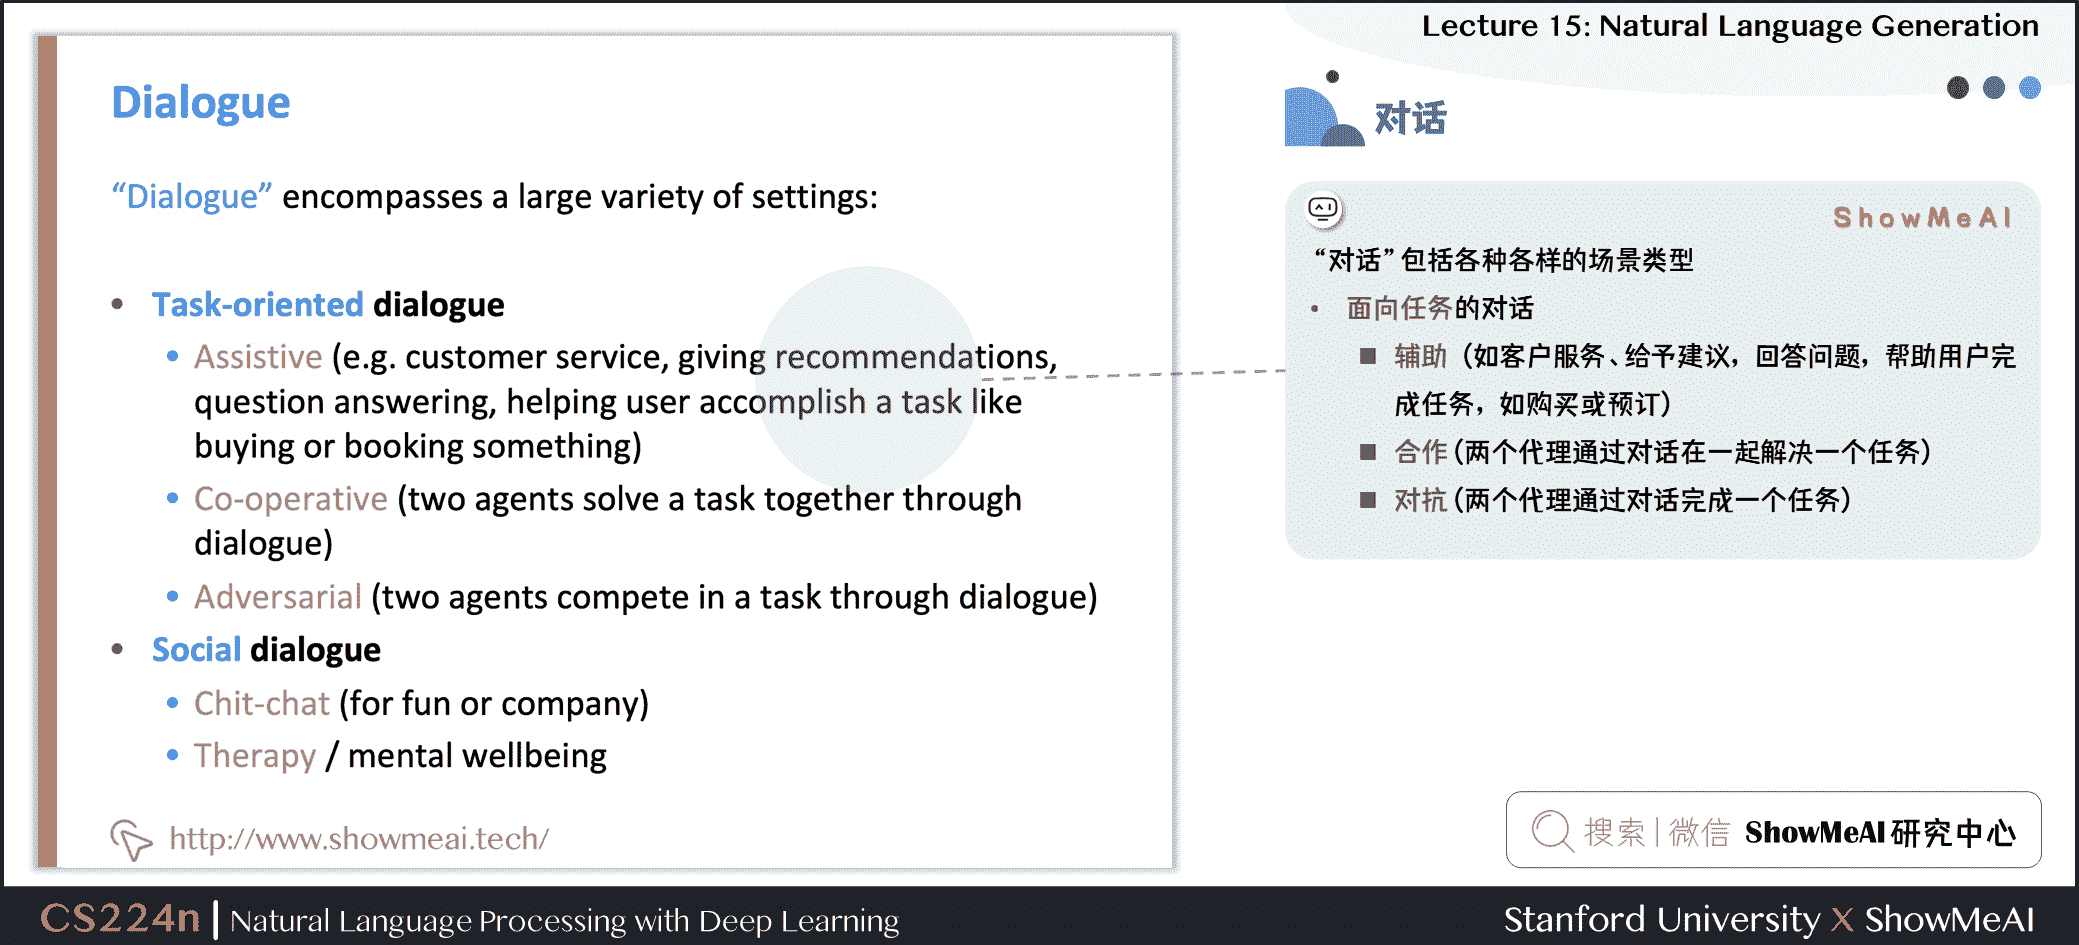 Lecture 15: Natural Language Generation
Dialogue
“Dialogue” encompasses a large variety of settings:
• Task-oriented dialogue
• Assistive (e.g. customer service, giving recommendations,
question answering, helping user accomplish a task like
buying or booking something)
• Co-operative (two agents solve a task together through
dialogue)
• Adversarial (two agents compete in a task through dialogue)
• Social dialogue
• Chit-chat (for fun or company)
• Therapy / mental wellbeing
http://www.showmeai.tech/
对话
ShowMeAI
“对话”包括各种各样的场景类型
• 面向任务的对话
■ 辅助（如客户服务、给予建议，回答问题，帮助用户完
成任务，如购买或预订）
■ 合作（两个代理通过对话在一起解决一个任务）
■ 对抗（两个代理通过对话完成一个任务）
搜索 | 微信 ShowMeAI 研究中心
CS224n | Natural Language Processing with Deep Learning
Stanford University X ShowMeAI